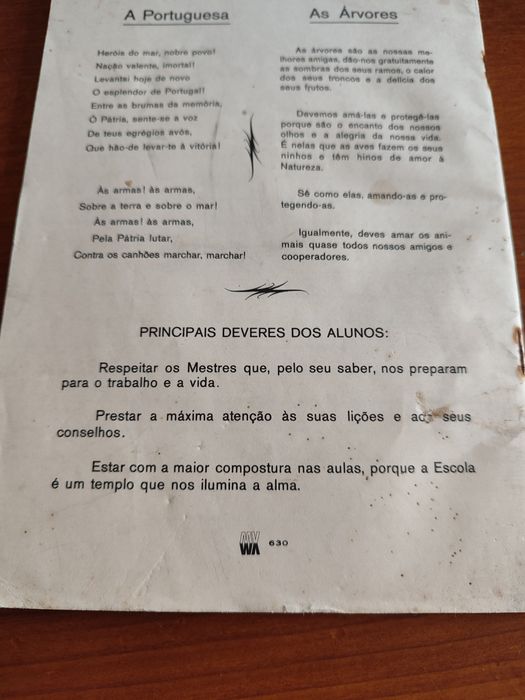 A Portuguesa
Heróis do mar, nobre povo!
Nação valente, imortal!
Levantai hoje de novo
O esplendor de Portugal!
Entre as brumas da memória,
Ó Pátria, sente-se a voz
De teus egrégios avós,
Que hão-de levar-te à vitória!
Às armas! às armas,
Sobre a terra e sobre o mar!
Às armas! às armas,
Pela Pátria lutar,
Contra os canhões marchar, marchar!
As Árvores
As árvores são as nossas me-
lhores amigas, dão-nos gratuitamente
as sombras dos seus ramos, o calor
dos seus troncos e a delícia dos
seus frutos.
Devemos amá-las e protegê-las
porque são o encanto dos nossos
olhos e a alegria da nossa vida.
É nelas que as aves fazem os seus
ninhos e têm hinos de amor à
Natureza.
Sê como elas, amando-as e pro-
tegendo-as.
Igualmente, deves amar os ani-
mais quase todos nossos amigos e
cooperadores.
PRINCIPAIS DEVERES DOS ALUNOS:
Respeitar os Mestres que, pelo seu saber, nos preparam
para o trabalho e a vida.
Prestar a máxima atenção às suas lições e aos seus
conselhos.
Estar com a maior compostura nas aulas, porque a Escola
é um templo que nos ilumina a alma.
630